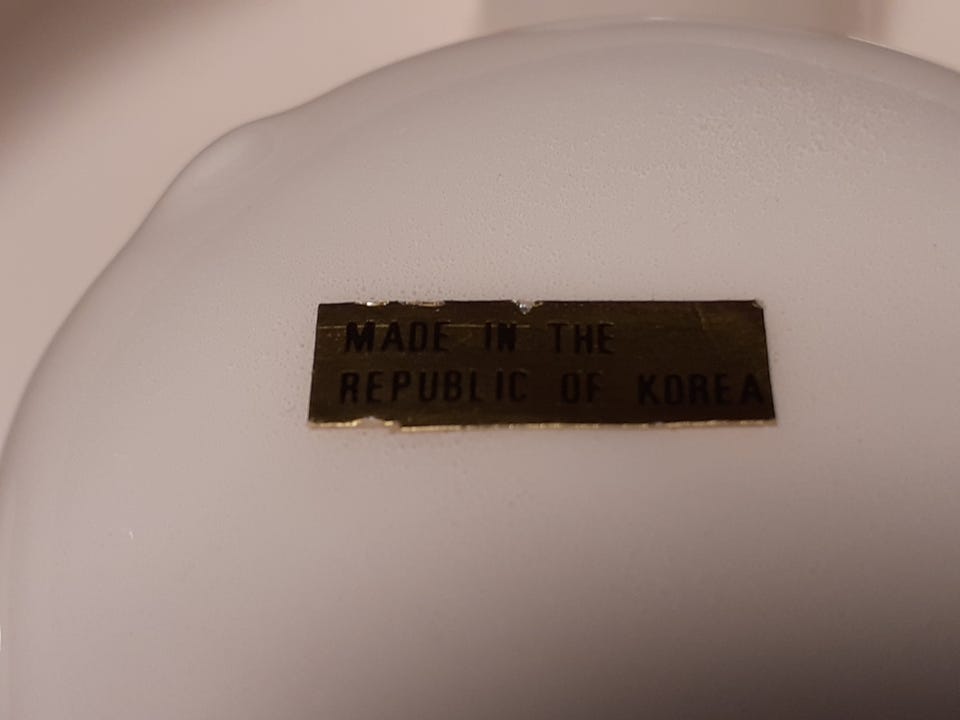 MADE IN THE
REPUBLIC OF KOREA